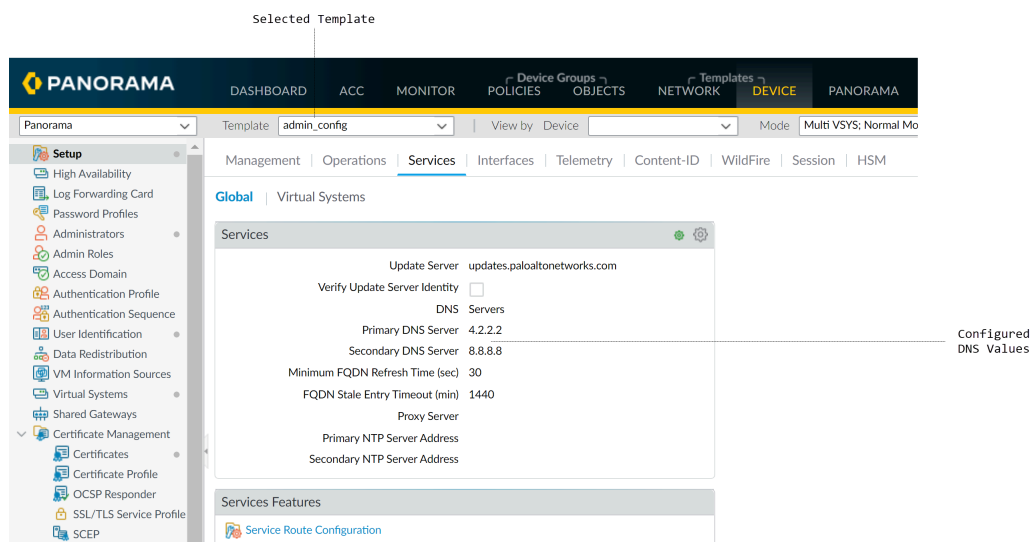 Selected Template
PANORAMA
DASHBOARD ACC MONITOR Device Groups POLICIES OBJECTS Templates NETWORK DEVICE PANORAMA
Panorama Template admin_config View by Device Mode Multi VSYS; Normal Mo
Setup
High Availability
Log Forwarding Card
Password Profiles
Administrators
Admin Roles
Access Domain
Authentication Profile
Authentication Sequence
User Identification
Data Redistribution
VM Information Sources
Virtual Systems
Shared Gateways
Certificate Management
Certificates
Certificate Profile
OCSP Responder
SSL/TLS Service Profile
SCEP
Management Operations Services Interfaces Telemetry Content-ID WildFire Session HSM
Global Virtual Systems
Services
Update Server updates.paloaltonetworks.com
Verify Update Server Identity
DNS Servers
Primary DNS Server 4.2.2.2
Secondary DNS Server 8.8.8.8
Minimum FQDN Refresh Time (sec) 30
FQDN Stale Entry Timeout (min) 1440
Proxy Server
Primary NTP Server Address
Secondary NTP Server Address
Services Features
Service Route Configuration
Configured
DNS Values